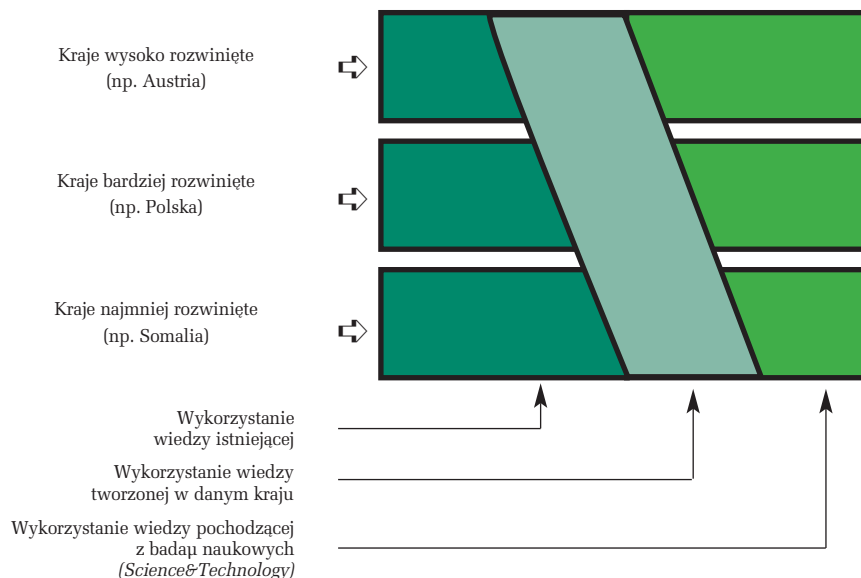 Kraje wysoko rozwinięte
(np. Austria)
Kraje bardziej rozwinięte
(np. Polska)
Kraje najmniej rozwinięte
(np. Somalia)
Wykorzystanie
wiedzy istniejącej
Wykorzystanie wiedzy
tworzonej w danym kraju
Wykorzystanie wiedzy pochodzącej
z badaµ naukowych
(Science&Technology)